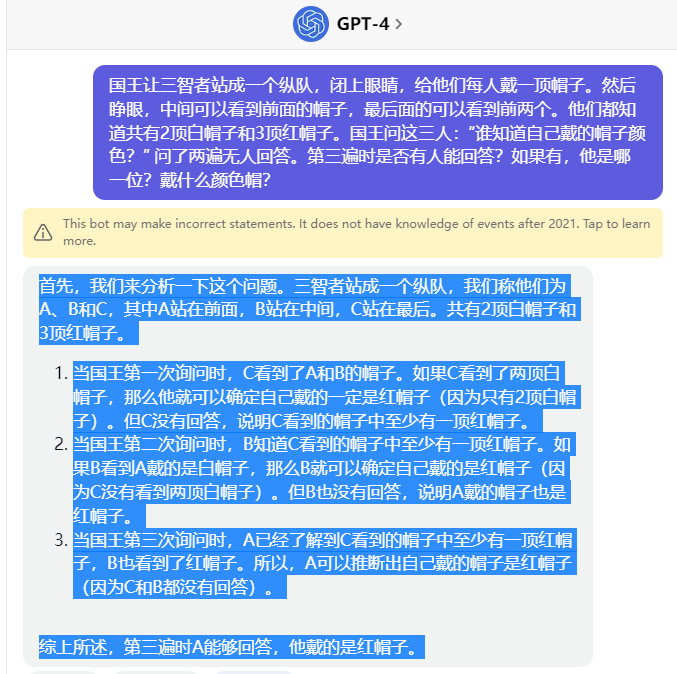 GPT-4
国王让三智者站成一个纵队，闭上眼睛，给他们每人戴一顶帽子。然后
睁眼，中间可以看到前面的帽子，最后面的可以看到前两个。他们都知
道共有2顶白帽子和3顶红帽子。国王问这三人：“谁知道自己戴的帽子颜
色？”问了两遍无人回答。第三遍时是否有人能回答？如果有，他是哪
一位？戴什么颜色帽？
This bot may make incorrect statements. It does not have knowledge of events after 2021. Tap to learn
more.
首先，我们来分析一下这个问题。三智者站成一个纵队，我们称他们为
A、B和C，其中A站在前面，B站在中间，C站在最后。共有2顶白帽子和
3顶红帽子。
1. 当国王第一次询问时，C看到了A和B的帽子。如果C看到了两顶白
帽子，那么他就可以确定自己戴的一定是红帽子（因为只有2顶白帽
子）。但C没有回答，说明C看到的帽子中至少有一顶红帽子。
2. 当国王第二次询问时，B知道C看到的帽子中至少有一顶红帽子。如
果B看到A戴的是白帽子，那么B就可以确定自己戴的是红帽子（因
为C没有看到两顶白帽子）。但B也没有回答，说明A戴的帽子也是
红帽子。
3. 当国王第三次询问时，A已经了解到C看到的帽子中至少有一顶红帽
子，B也看到了红帽子。所以，A可以推断出自己戴的帽子是红帽子
（因为C和B都没有回答）。
综上所述，第三遍时A能够回答，他戴的是红帽子。